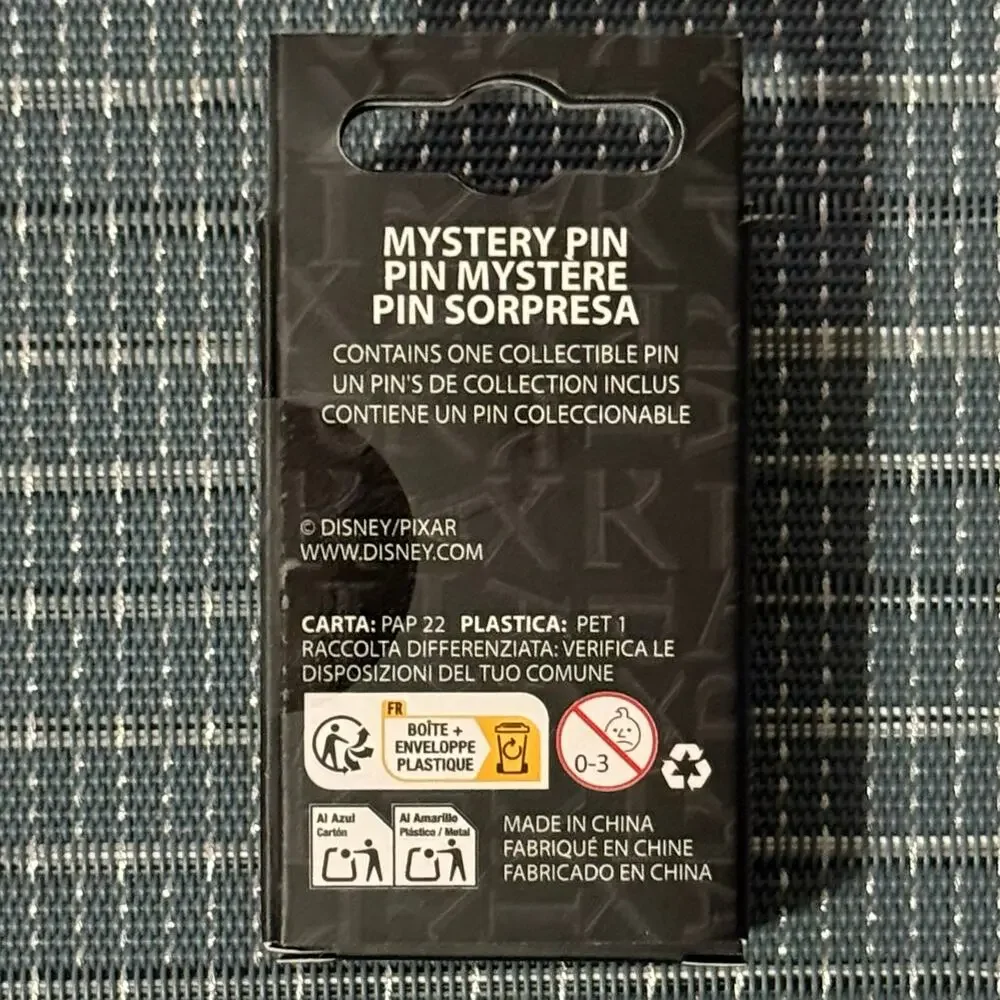 MYSTERY PIN
PIN MYSTÈRE
PIN SORPRESA
CONTAINS ONE COLLECTIBLE PIN
UN PIN'S DE COLLECTION INCLUS
CONTIENE UN PIN COLECCIONABLE
© DISNEY/PIXAR
WWW.DISNEY.COM
CARTA: PAP 22 PLASTICA: PET 1
RACCOLTA DIFFERENZIATA: VERIFICA LE
DISPOSIZIONI DEL TUO COMUNE
FR
BOÎTE +
ENVELOPPE
PLASTIQUE
0-3
Al Azul
Cartón
Al Amarillo
Plástico / Metal
MADE IN CHINA
FABRIQUÉ EN CHINE
FABRICADO EN CHINA